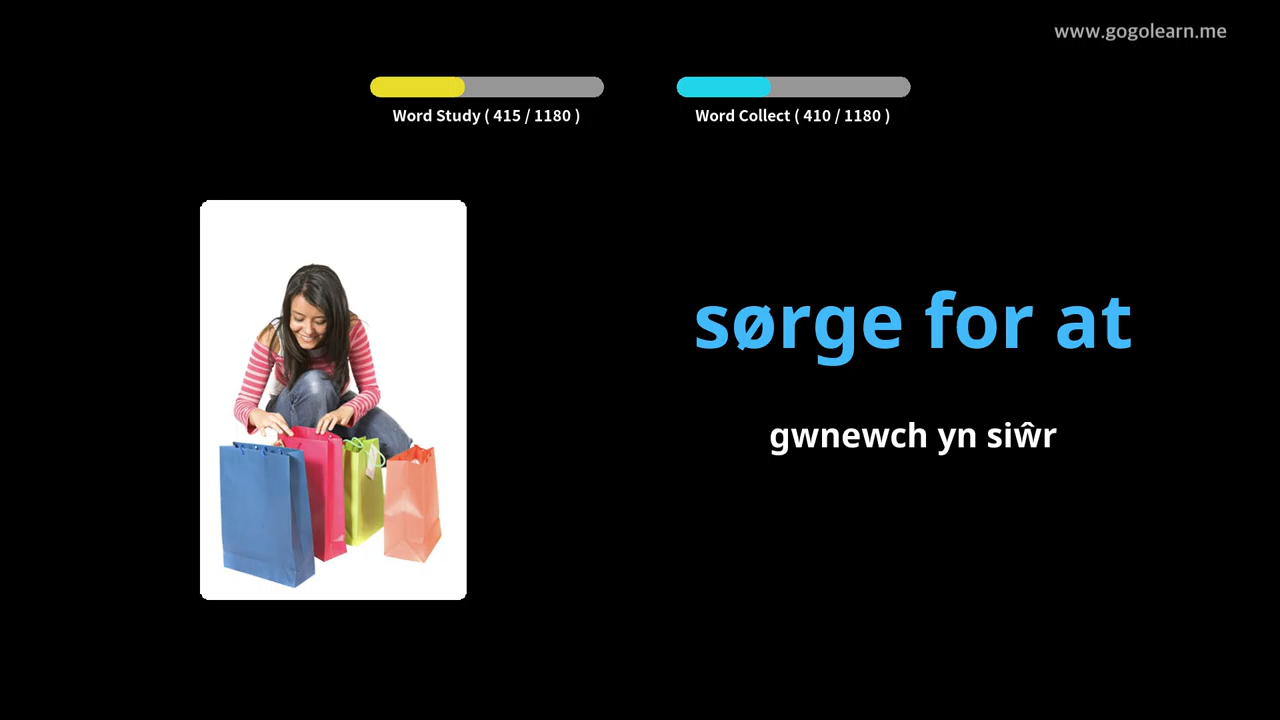 www.gogolearn.me
Word Study ( 415 / 1180 )
Word Collect ( 410 / 1180 )
sørge for at
gwnewch yn siŵr